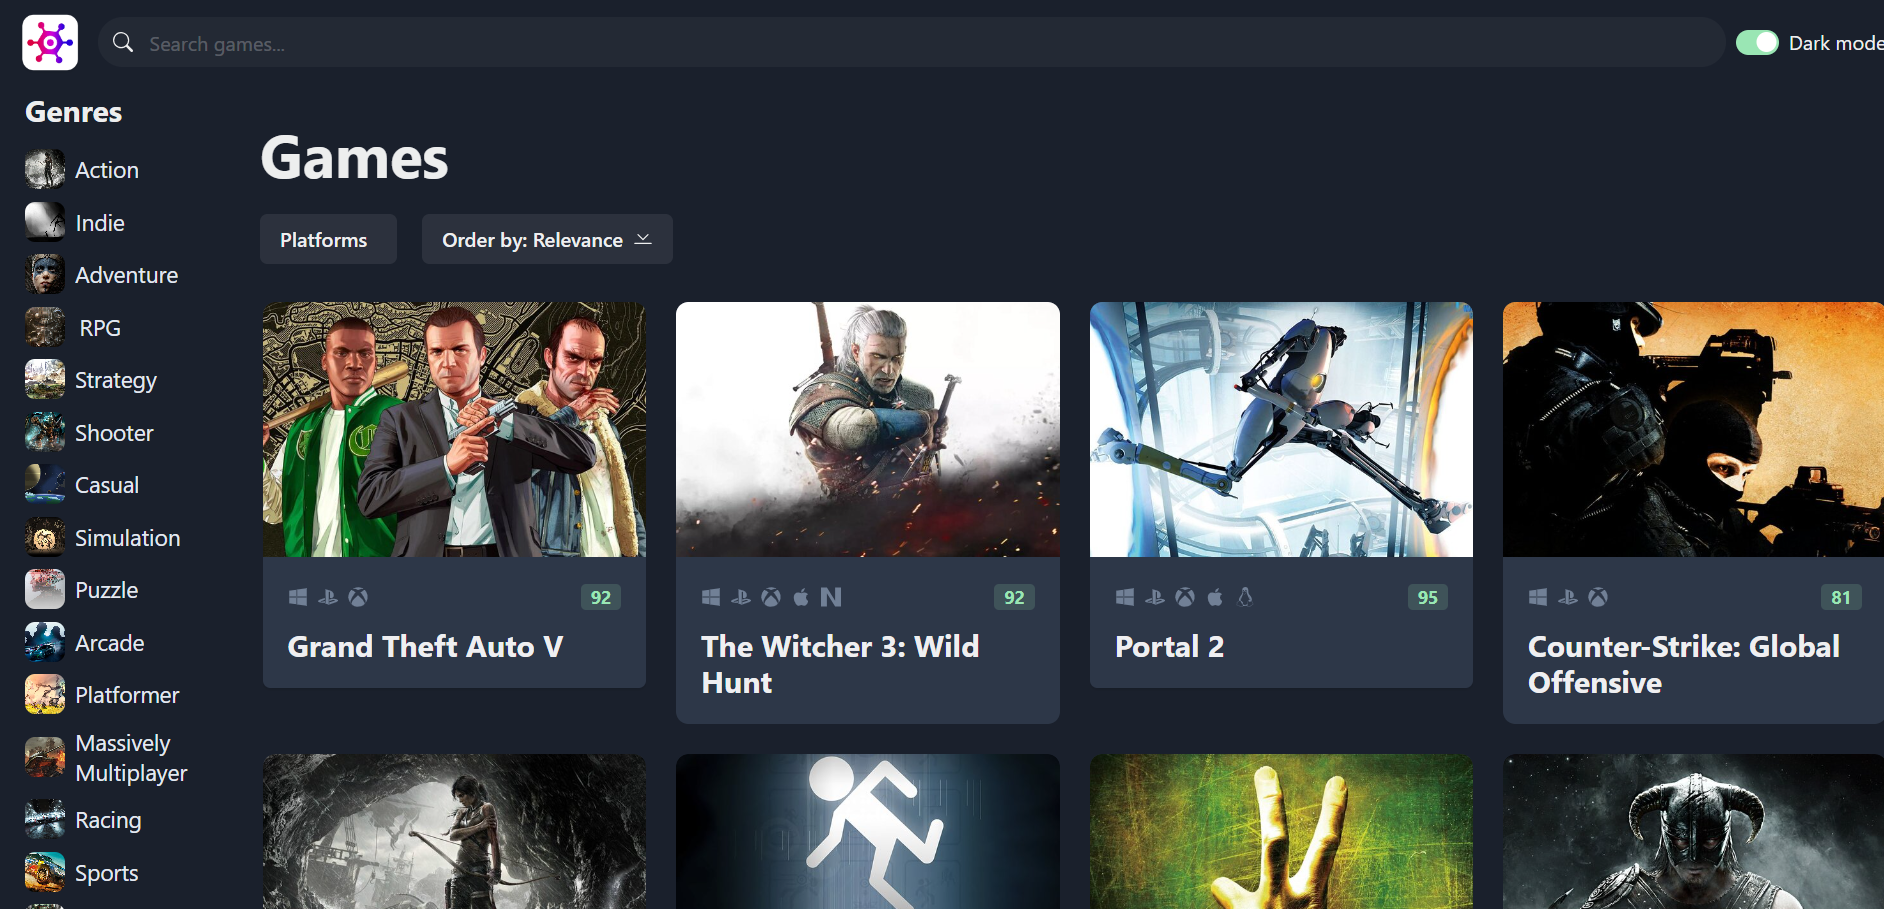 Search games...
Dark mode
Genres
Action
Indie
Adventure
RPG
Strategy
Shooter
Casual
Simulation
Puzzle
Arcade
Platformer
Massively
Multiplayer
Racing
Sports
Games
Platforms
Order by: Relevance
92
Grand Theft Auto V
92
The Witcher 3: Wild
Hunt
95
Portal 2
81
Counter-Strike: Global
Offensive